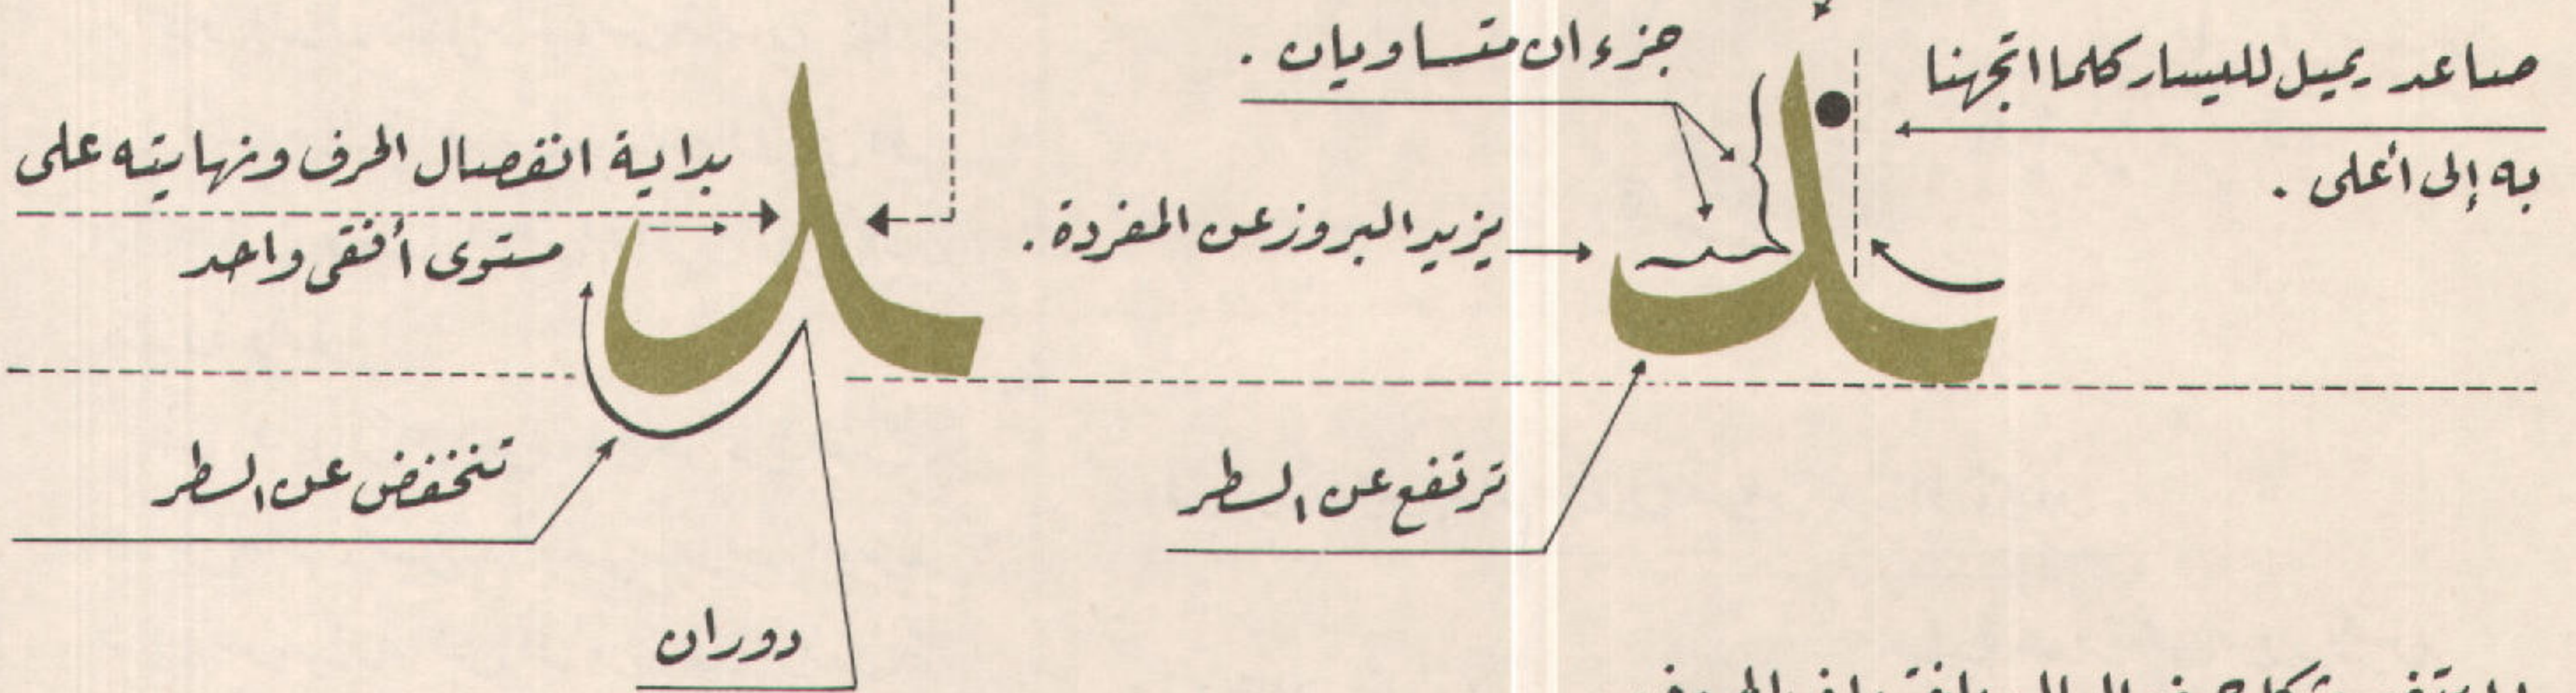 صاعد يميل لليسار كلما اتجهنا
به إلى أعلى .
جزءان متساويان .
يزيد البروز عن المفردة .
ترتفع عن السطر
بداية انفصال الحرف ونهايته على
مستوى أفقى واحد
تنخفض عن السطر
دوران